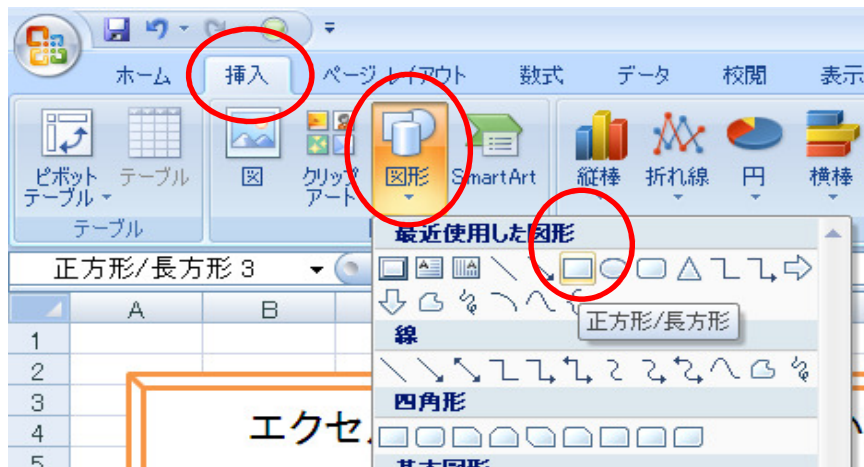 ホーム 挿入 ページ レイアウト 数式 データ 校閲 表示
ピボット
テーブル
テーブル
図
クリップ
アート
図形
SmartArt
縦棒
折れ線
円
横棒
テーブル
最近使用した図形
正方形/長方形 3
正方形/長方形
A B
線
四角形
基本図形
1
2
3
4
5
エクセ